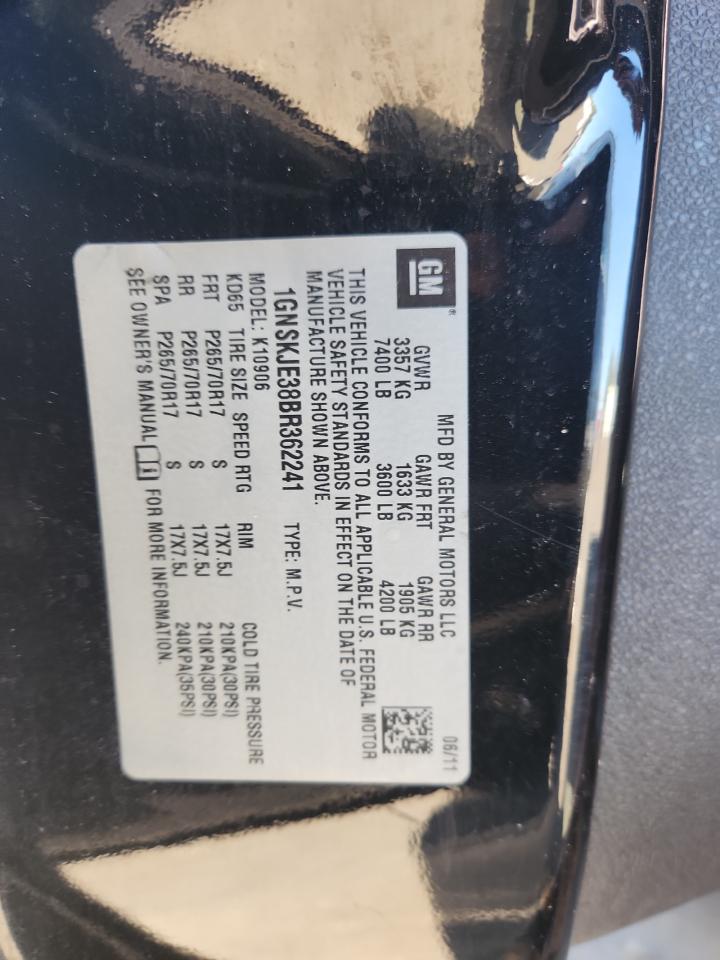 GM®
MFD BY GENERAL MOTORS LLC 06/11
GVWR GAWR FRT GAWR RR
3357 KG 1633 KG 1905 KG
7400 LB 3600 LB 4200 LB
THIS VEHICLE CONFORMS TO ALL APPLICABLE U.S. FEDERAL MOTOR
VEHICLE SAFETY STANDARDS IN EFFECT ON THE DATE OF
MANUFACTURE SHOWN ABOVE.
1GNSKJE38BR362241 TYPE: M.P.V.
MODEL: K10906
KD65 TIRE SIZE SPEED RTG RIM COLD TIRE PRESSURE
FRT P265/70R17 S 17X7.5J 210KPA(30PSI)
RR P265/70R17 S 17X7.5J 210KPA(30PSI)
SPA P265/70R17 S 17X7.5J 240KPA(35PSI)
SEE OWNER'S MANUAL FOR MORE INFORMATION.